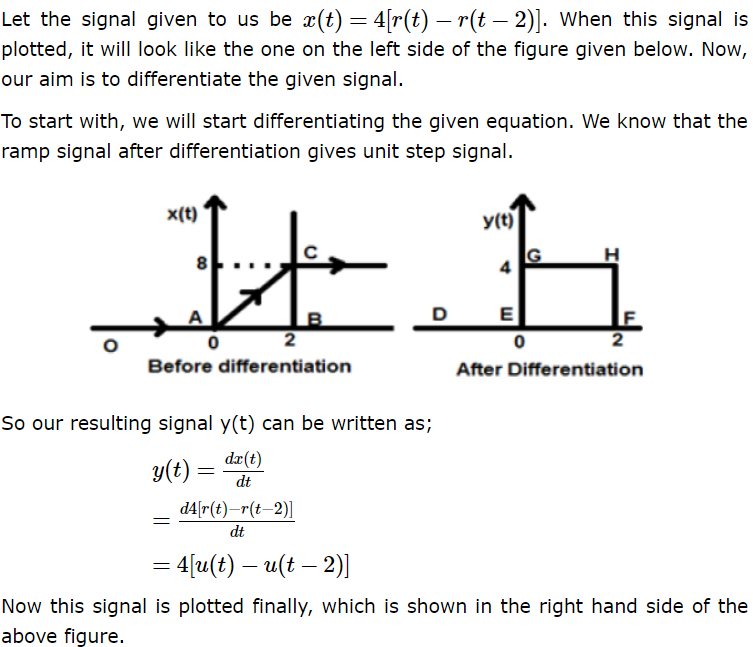 Let the signal given to us be x(t) = 4[r(t) − r(t − 2)]. When this signal is
plotted, it will look like the one on the left side of the figure given below. Now,
our aim is to differentiate the given signal.
To start with, we will start differentiating the given equation. We know that the
ramp signal after differentiation gives unit step signal.
x(t)
8
C
A
B
O
0
2
Before differentiation
y(t)
G
H
4
D
E
F
0
2
After Differentiation
So our resulting signal y(t) can be written as;
y(t) = dx(t)/dt
= d4[r(t)−r(t−2)]/dt
= 4[u(t) − u(t − 2)]
Now this signal is plotted finally, which is shown in the right hand side of the
above figure.